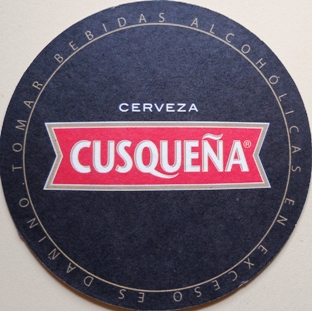 CERVEZA
CUSQUEÑA®
TOMAR BEBIDAS ALCOHÓLICAS EN EXCESO ES DAÑINO.